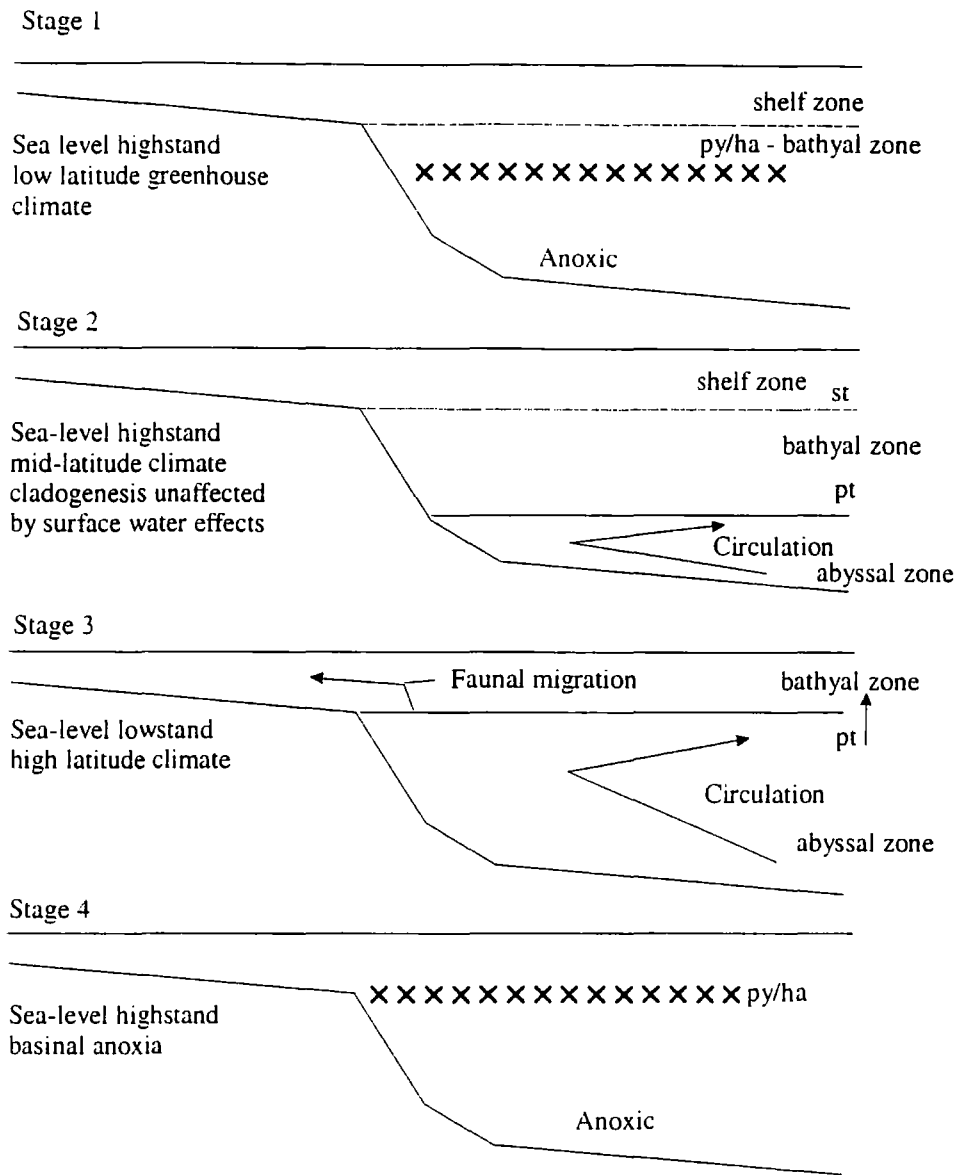 Stage 1
shelf zone
py/ha - bathyal zone
Sea level highstand
low latitude greenhouse
climate
Anoxic
Stage 2
shelf zone st
Sea-level highstand
mid-latitude climate
cladogenesis unaffected
by surface water effects
bathyal zone
pt
Circulation
abyssal zone
Stage 3
Faunal migration
bathyal zone
Sea-level lowstand
high latitude climate
pt
Circulation
abyssal zone
Stage 4
py/ha
Sea-level highstand
basinal anoxia
Anoxic